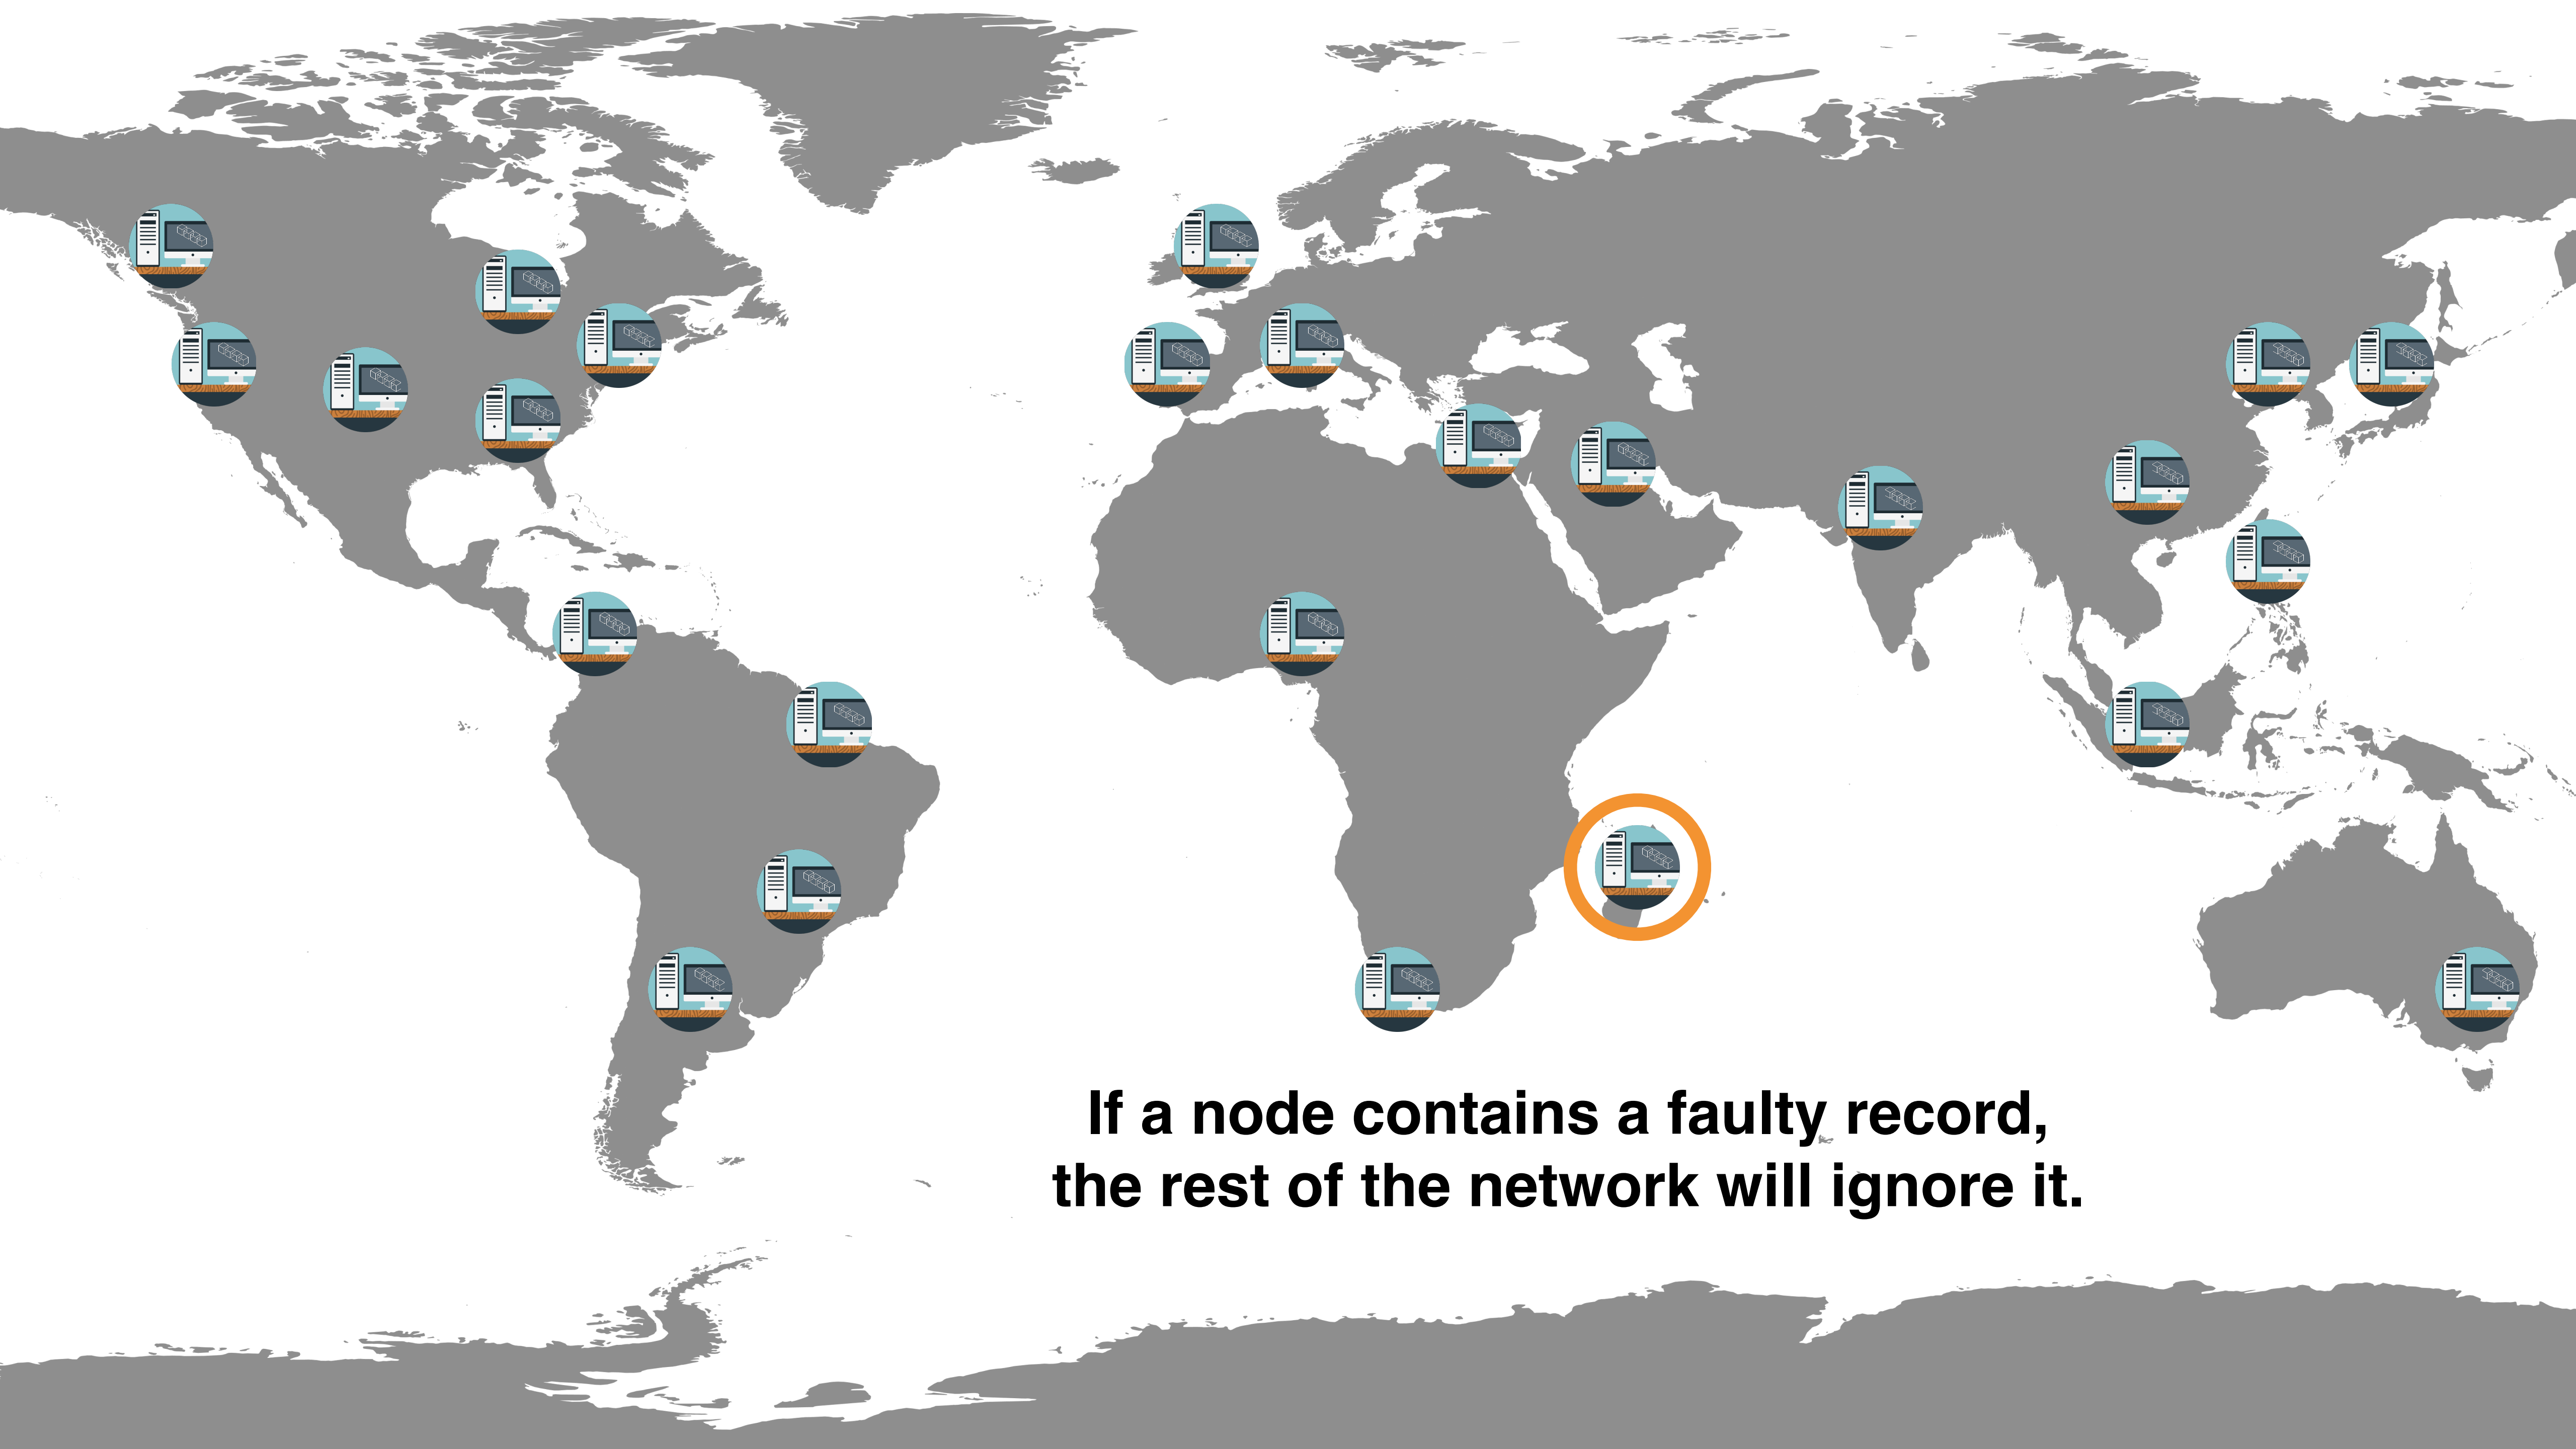 If a node contains a faulty record,
the rest of the network will ignore it.